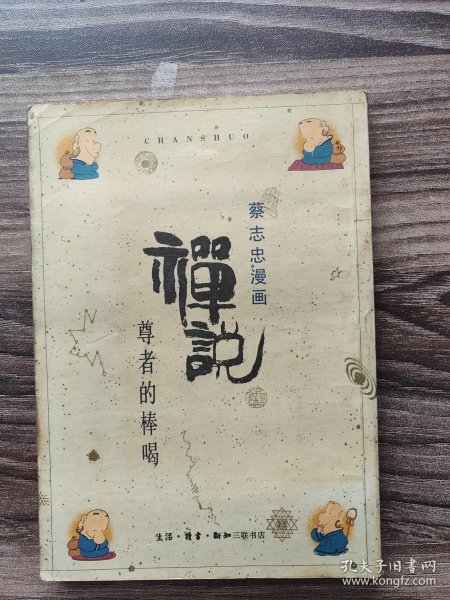 CHANSHUO
蔡志忠漫画
禪說
尊者的棒喝
生活·讀書·新知三联书店
孔夫子旧书网
www.kongfz.com